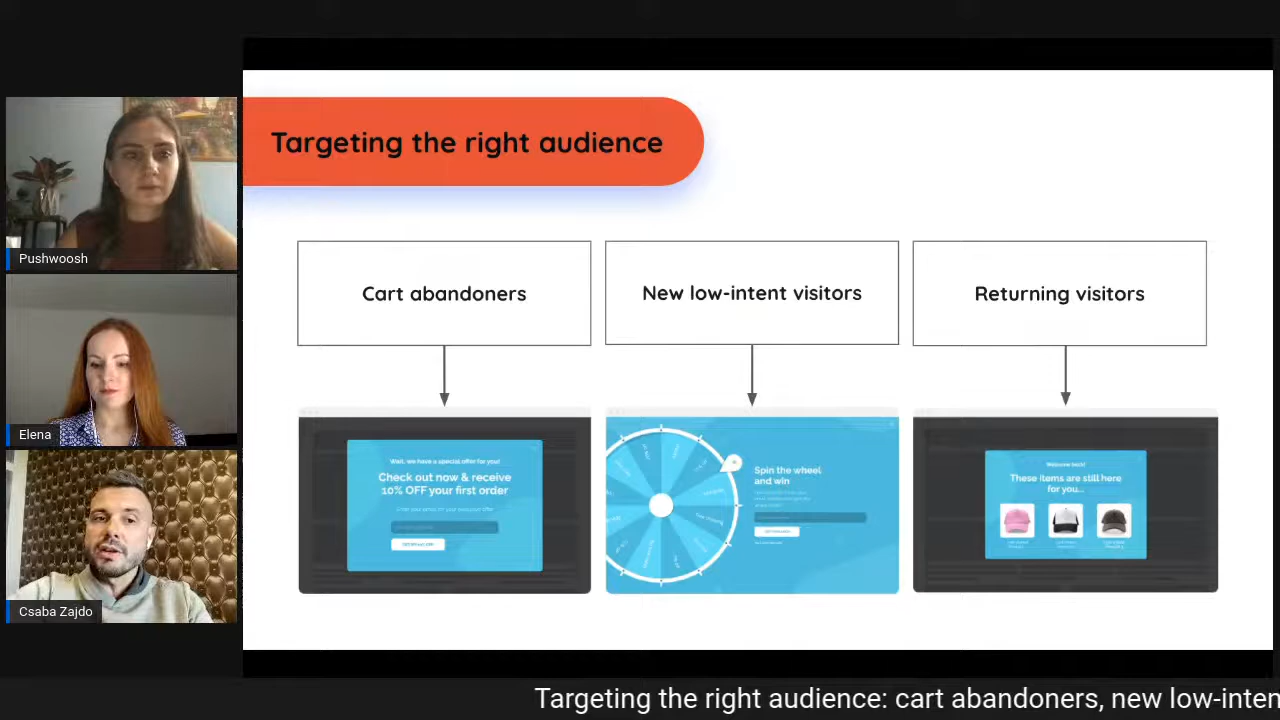 Targeting the right audience
Cart abandoners
New low-intent visitors
Returning visitors
Wait, we have a special offer for you!
Check out now & receive
10% OFF your first order
Spin the wheel
and win
Welcome back!
These items are still here
for you...
Pushwoosh
Elena
Csaba Zajdo
Targeting the right audience: cart abandoners, new low-inten